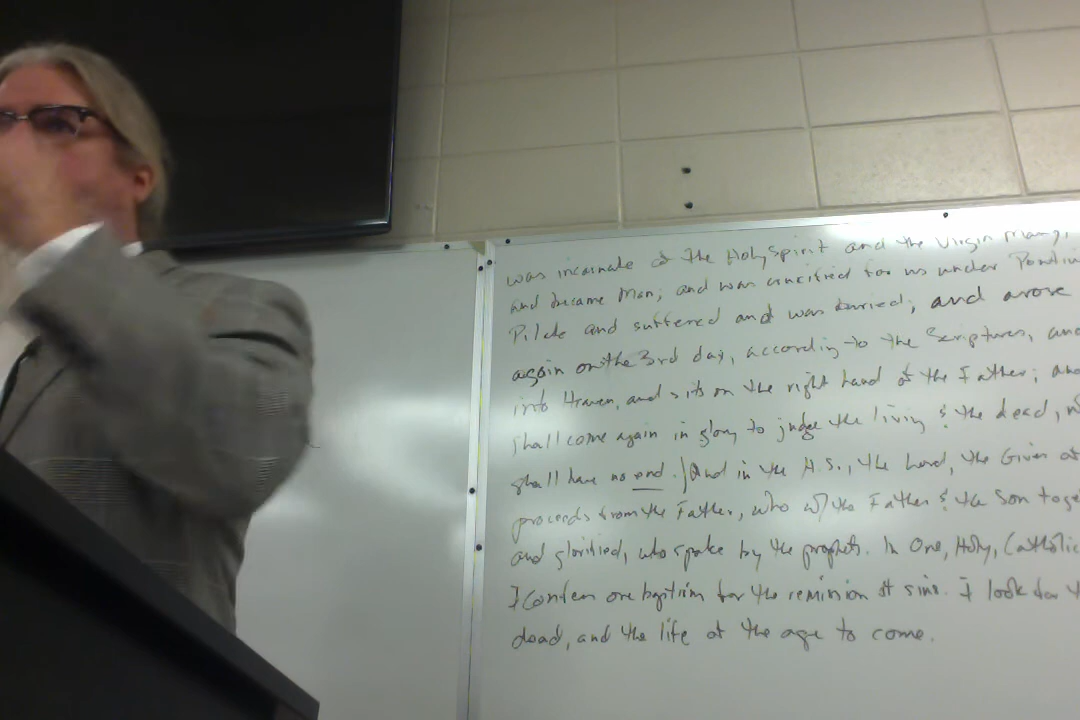 was incarnate of the Holy Spirit and the Virgin Mary,
and became Man; and was crucified for us under Pontiu
Pilate and suffered and was buried; and arose
again on the 3rd day, according to the Scriptures, and
into Heaven, and sits on the right hand of the Father; and
shall come again in glory to judge the living & the dead, w
shall have no end. / And in the H.S., the Lord, the Giver of
proceeds from the Father, who w/ the Father & the Son toge
and glorified, who spoke by the prophets. In One, Holy, Catholic
I confess one baptism for the remission of sins. I look for t
dead, and the life of the age to come.